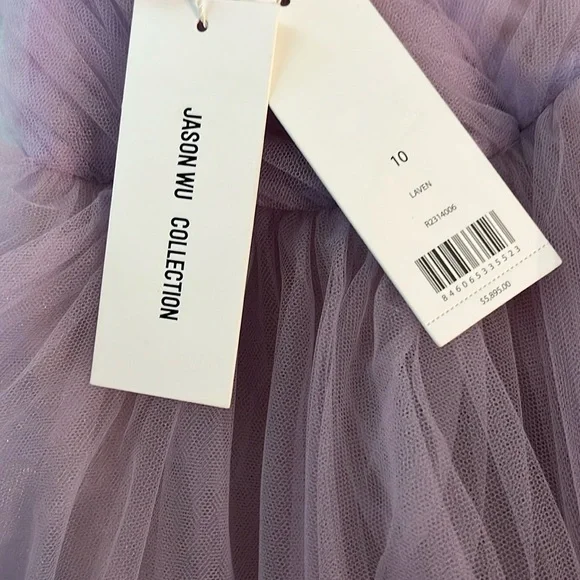 JASON WU COLLECTION
10
LAVEN
R2314006
846065335523
$5,895.00